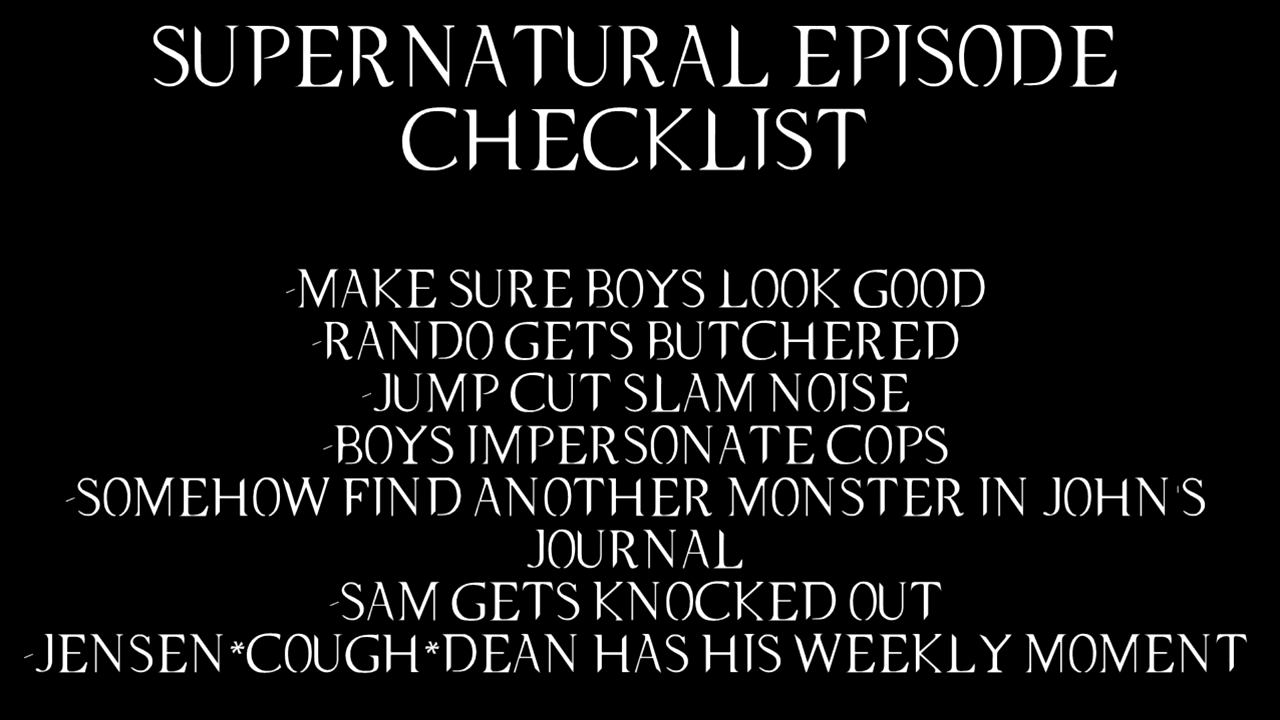 SUPERNATURAL EPISODE
CHECKLIST
-MAKE SURE BOYS LOOK GOOD
-RANDO GETS BUTCHERED
-JUMP CUT SLAM NOISE
-BOYS IMPERSONATE COPS
-SOMEHOW FIND ANOTHER MONSTER IN JOHN'S
JOURNAL
-SAM GETS KNOCKED OUT
-JENSEN*COUGH*DEAN HAS HIS WEEKLY MOMENT